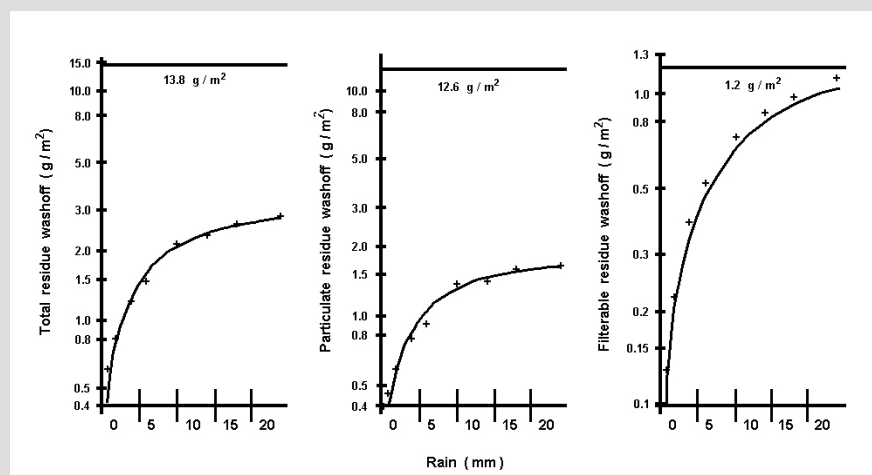 Total residue washoff ( g / m²)
15.0
10.0
8.0
5.0
3.0
2.0
1.5
1.0
0.8
0.5
0.4
13.8 g / m²
0 5 10 15 20
Particulate residue washoff ( g / m²)
10.0
8.0
5.0
3.0
2.0
1.5
1.0
0.8
0.5
0.4
12.6 g / m²
0 5 10 15 20
Filterable residue washoff ( g / m²)
1.3
1.0
0.8
0.5
0.3
0.2
0.15
0.1
1.2 g / m²
0 5 10 15 20
Rain ( mm )